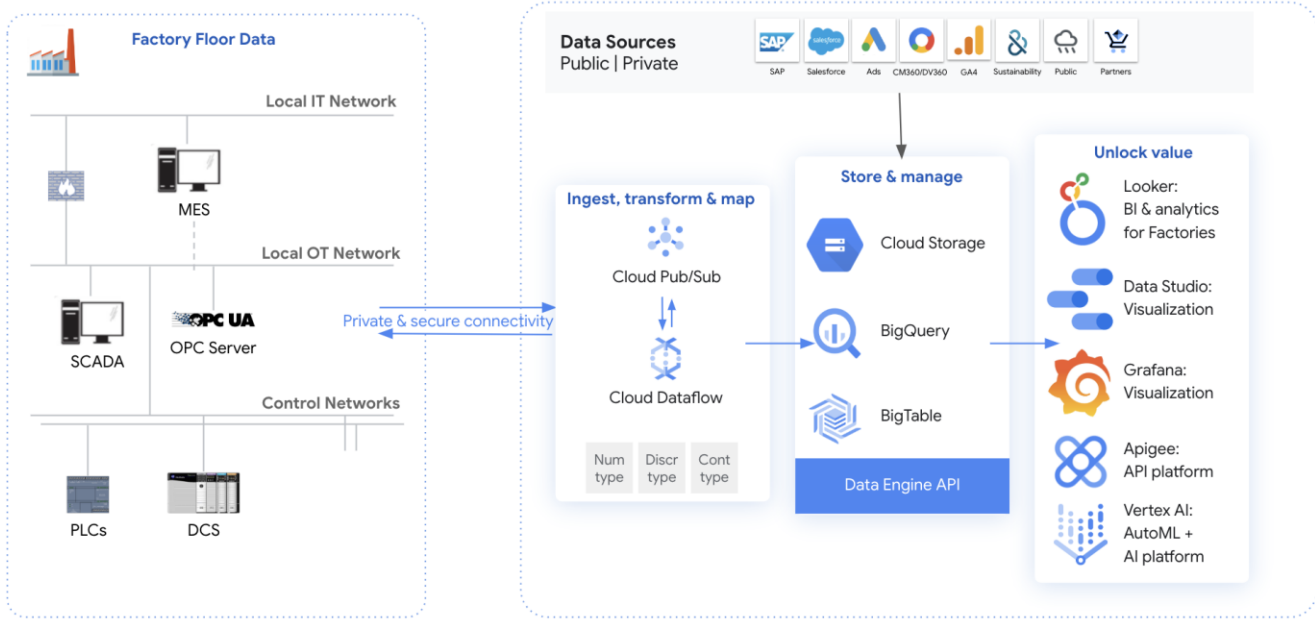 Factory Floor Data
Local IT Network
MES
Local OT Network
SCADA
OPC UA
OPC Server
Control Networks
PLCs
DCS
Private & secure connectivity
Data Sources
Public | Private
SAP
salesforce
SAP
Salesforce
Ads
CM360/DV360
GA4
Sustainability
Public
Partners
Ingest, transform & map
Cloud Pub/Sub
Cloud Dataflow
Num
type
Discr
type
Cont
type
Store & manage
Cloud Storage
BigQuery
BigTable
Data Engine API
Unlock value
Looker:
BI & analytics
for Factories
Data Studio:
Visualization
Grafana:
Visualization
Apigee:
API platform
Vertex AI:
AutoML +
AI platform